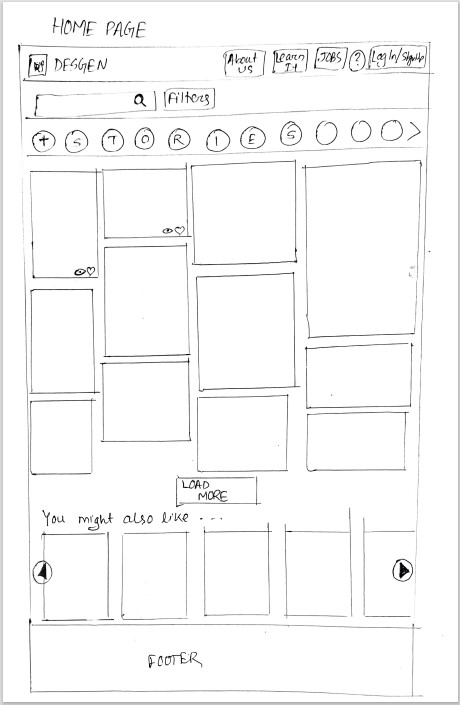 HOME PAGE
DESGEN
About US
Learn It
JOBS
?
Log In/SignUp
Filters
+ S T O R I E S >
LOAD MORE
You might also like ...
FOOTER